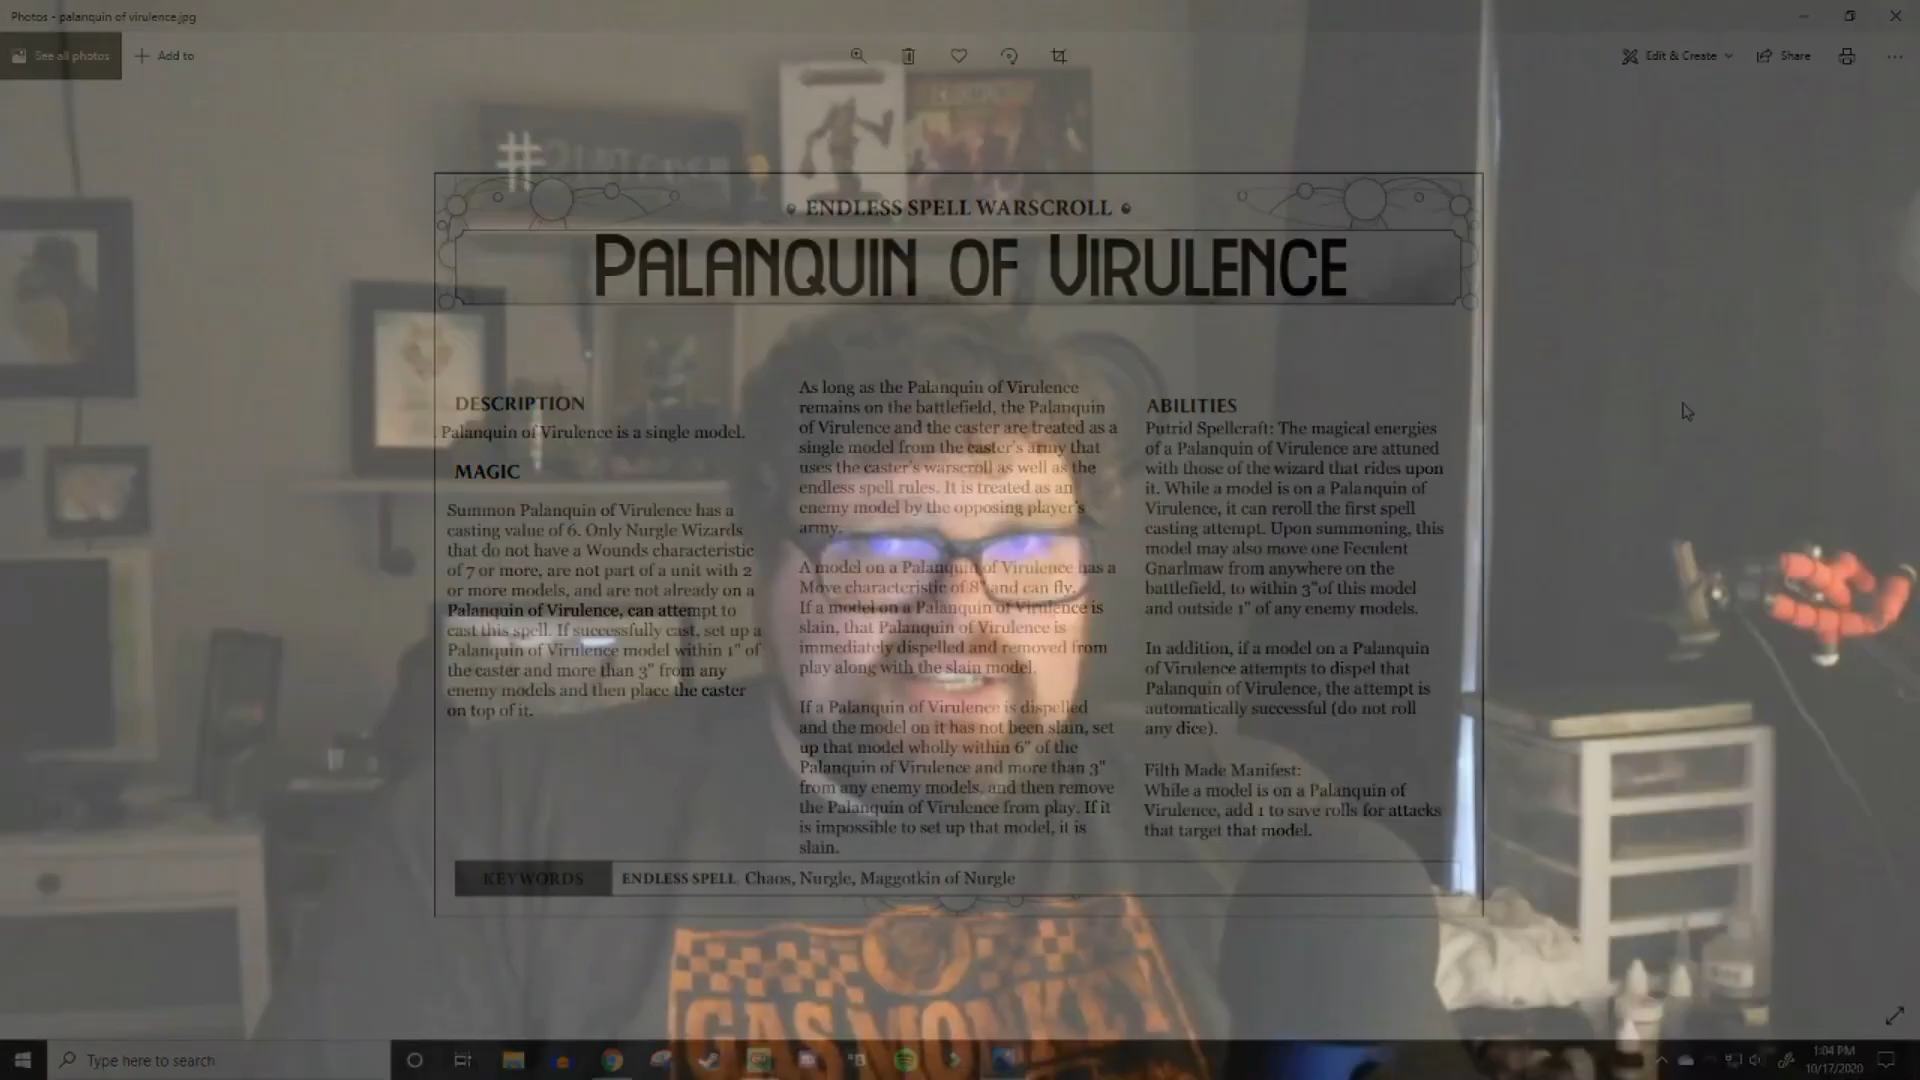 Photos - palanquin of virulence.jpg
See all photos
Add to
Edit & Create
Share
#
ENDLESS SPELL WARSCROLL
PALANQUIN OF VIRULENCE
DESCRIPTION
Palanquin of Virulence is a single model.
MAGIC
Summon Palanquin of Virulence has a
casting value of 6. Only Nurgle Wizards
that do not have a Wounds characteristic
of 7 or more, are not part of a unit with 2
or more models, and are not already on a
Palanquin of Virulence, can attempt to
cast this spell. If successfully cast, set up a
Palanquin of Virulence model within 1" of
the caster and more than 3" from any
enemy models and then place the caster
on top of it.
As long as the Palanquin of Virulence
remains on the battlefield, the Palanquin
of Virulence and the caster are treated as a
single model from the caster's army that
uses the caster's warscroll as well as the
endless spell rules. It is treated as an
enemy model by the opposing player's
army.
A model on a Palanquin of Virulence has a
Move characteristic of 8" and can fly.
If a model on a Palanquin of Virulence is
slain, that Palanquin of Virulence is
immediately dispelled and removed from
play along with the slain model.
If a Palanquin of Virulence is dispelled
and the model on it has not been slain, set
up that model wholly within 6" of the
Palanquin of Virulence and more than 3"
from any enemy models, and then remove
the Palanquin of Virulence from play. If it
is impossible to set up that model, it is
slain.
ABILITIES
Putrid Spellcraft: The magical energies
of a Palanquin of Virulence are attuned
with those of the wizard that rides upon
it. While a model is on a Palanquin of
Virulence, it can reroll the first spell
casting attempt. Upon summoning, this
model may also move one Feculent
Gnarlmaw from anywhere on the
battlefield, to within 3"of this model
and outside 1" of any enemy models.
In addition, if a model on a Palanquin
of Virulence attempts to dispel that
Palanquin of Virulence, the attempt is
automatically successful (do not roll
any dice).
Filth Made Manifest:
While a model is on a Palanquin of
Virulence, add 1 to save rolls for attacks
that target that model.
KEYWORDS
ENDLESS SPELL, Chaos, Nurgle, Maggotkin of Nurgle
GAS MONKEY
Type here to search
1:04 PM
10/17/2020